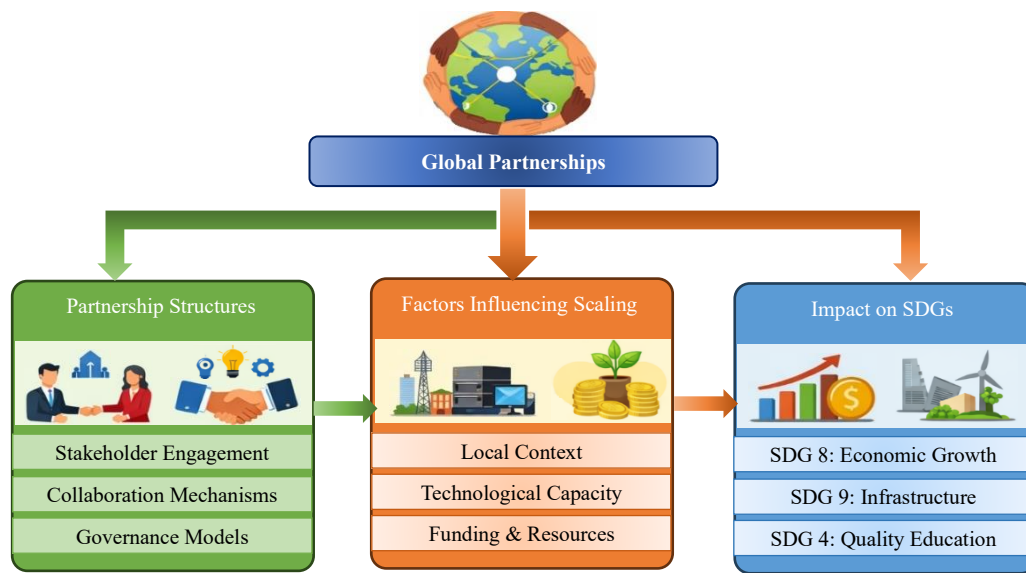 Global Partnerships
Partnership Structures
Stakeholder Engagement
Collaboration Mechanisms
Governance Models
Factors Influencing Scaling
Local Context
Technological Capacity
Funding & Resources
Impact on SDGs
$
SDG 8: Economic Growth
SDG 9: Infrastructure
SDG 4: Quality Education